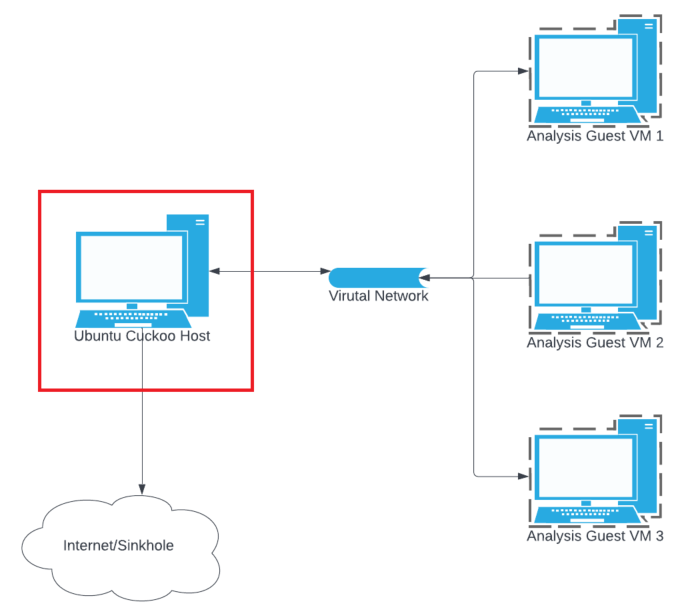 Analysis Guest VM 1
Virutal Network
Ubuntu Cuckoo Host
Analysis Guest VM 2
Internet/Sinkhole
Analysis Guest VM 3